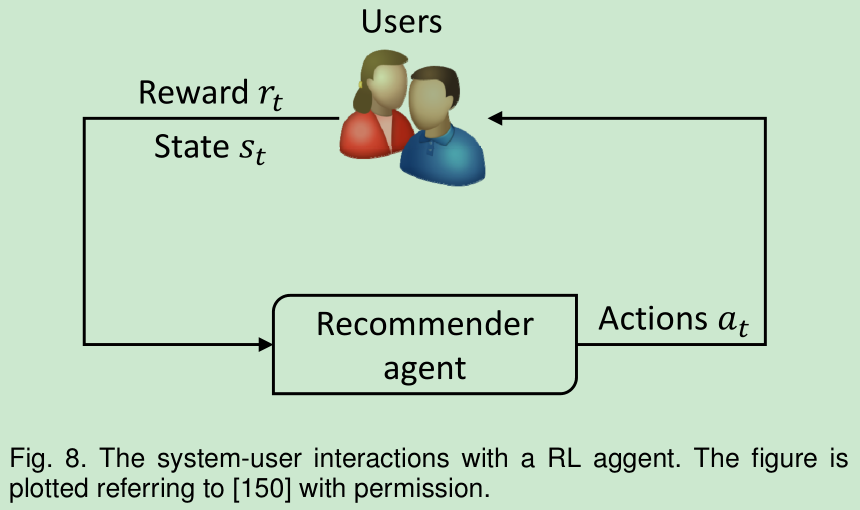 Users
Reward r_t
State s_t
Recommender
agent
Actions a_t
Fig. 8. The system-user interactions with a RL aggent. The figure is
plotted referring to [150] with permission.